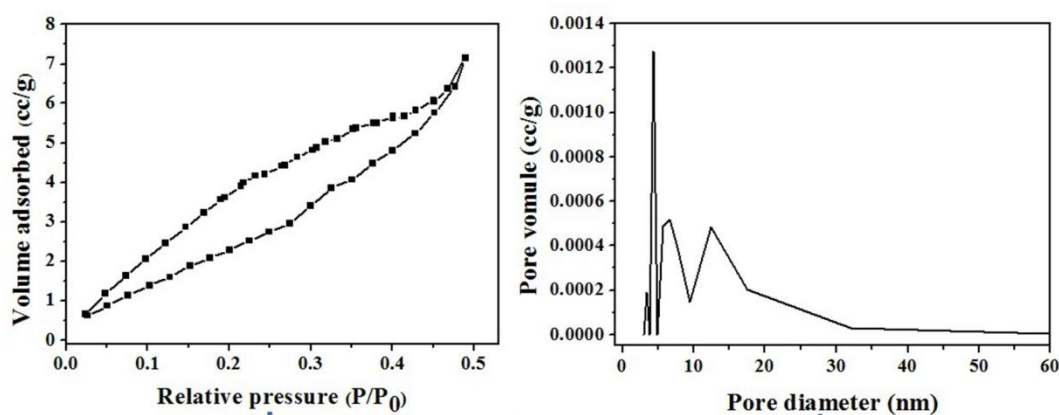 Volume adsorbed (cc/g)
8
7
6
5
4
3
2
1
0
0.0 0.1 0.2 0.3 0.4 0.5
Relative pressure (P/P0)
Pore vomule (cc/g)
0.0014
0.0012
0.0010
0.0008
0.0006
0.0004
0.0002
0.0000
0 10 20 30 40 50 60
Pore diameter (nm)